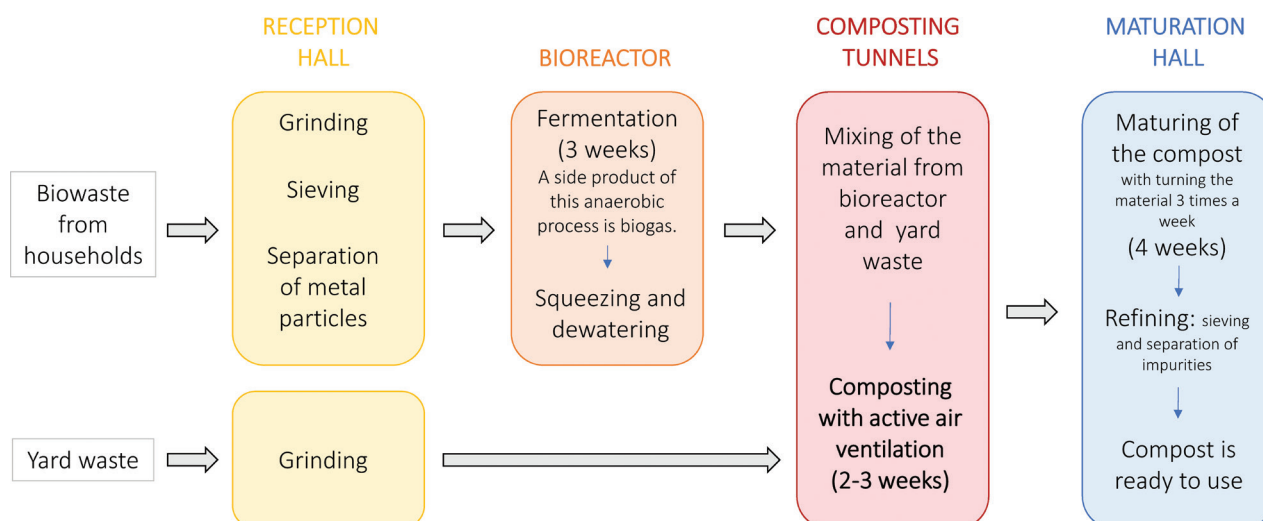 RECEPTION
HALL
BIOREACTOR
COMPOSTING
TUNNELS
MATURATION
HALL
Biowaste
from
households
Grinding
Sieving
Separation
of metal
particles
Fermentation
(3 weeks)
A side product of
this anaerobic
process is biogas.
Squeezing and
dewatering
Mixing of the
material from
bioreactor
and yard
waste
Composting
with active air
ventilation
(2-3 weeks)
Maturing of
the compost
with turning the
material 3 times a
week
(4 weeks)
Refining: sieving
and separation of
impurities
Compost is
ready to use
Yard waste
Grinding